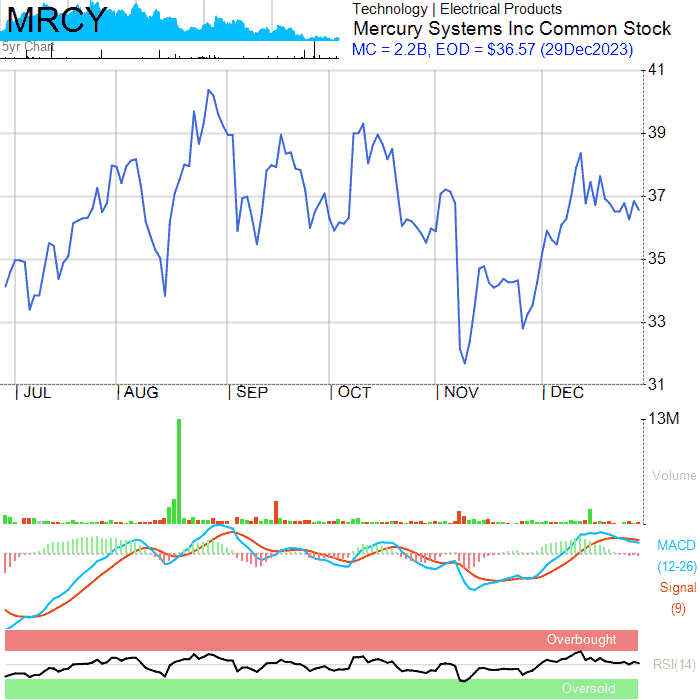 MRCY
5yr Chart
Technology | Electrical Products
Mercury Systems Inc Common Stock
MC = 2.2B, EOD = $36.57 (29Dec2023)
41
39
37
35
33
31
JUL AUG SEP OCT NOV DEC
13M
Volume
MACD
(12-26)
Signal
(9)
Overbought
RSI(14)
Oversold